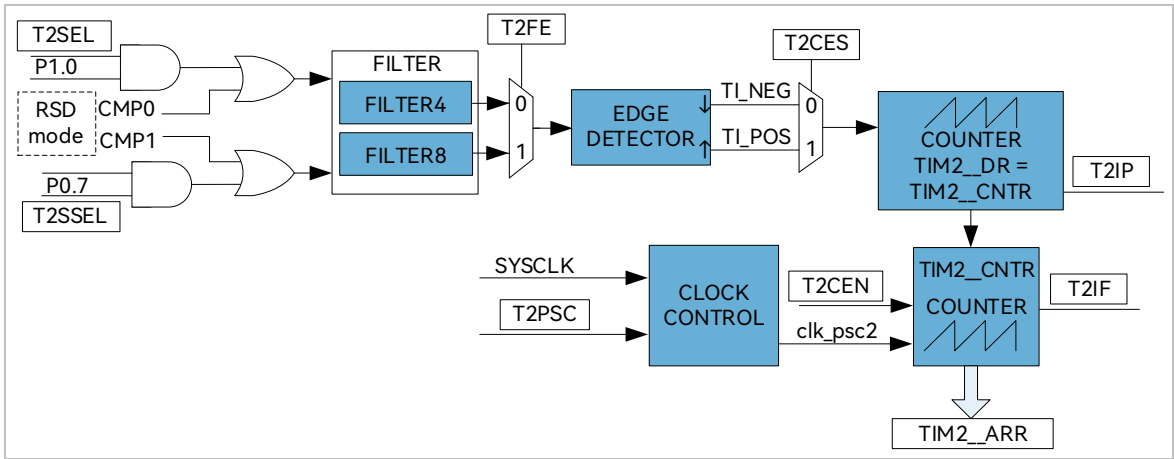 T2SEL
P1.0
RSD
mode
CMP0
CMP1
P0.7
T2SSEL
FILTER
FILTER4
FILTER8
T2FE
0
1
EDGE
DETECTOR
↓
↑
TI_NEG
TI_POS
T2CES
0
1
COUNTER
TIM2__DR =
TIM2__CNTR
T2IP
SYSCLK
T2PSC
CLOCK
CONTROL
T2CEN
clk_psc2
TIM2__CNTR
COUNTER
T2IF
TIM2__ARR